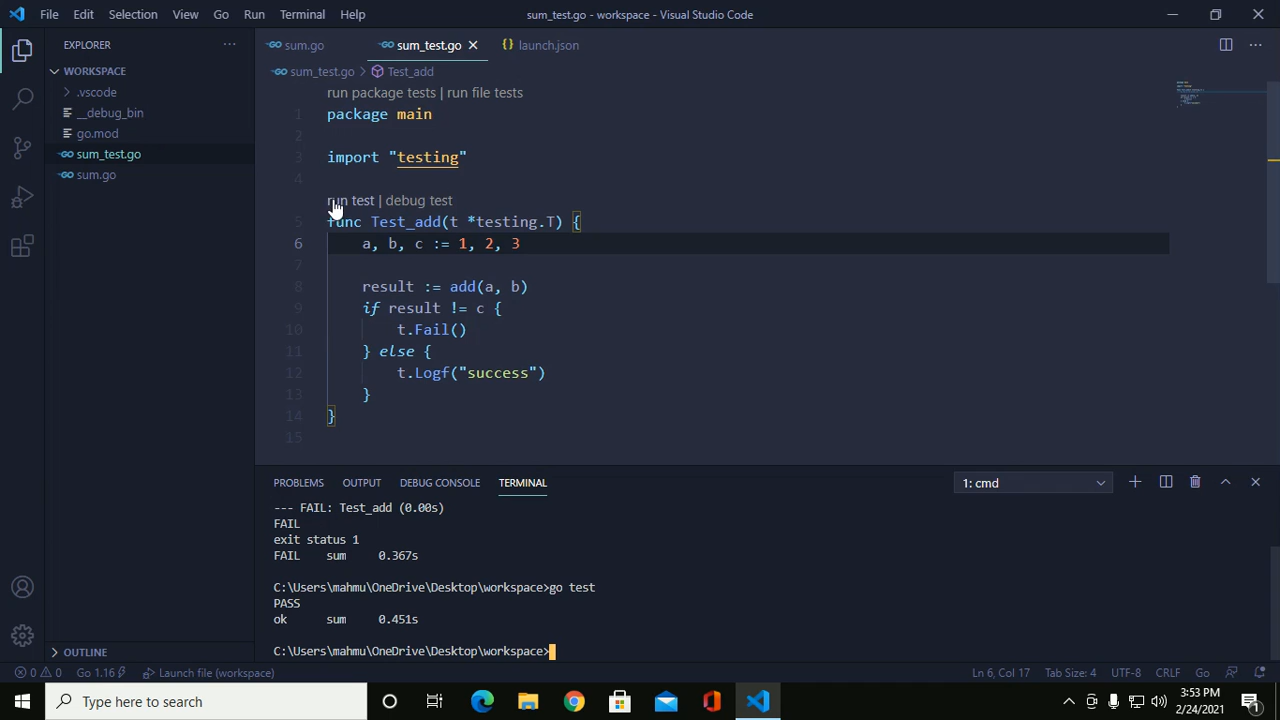 File Edit Selection View Go Run Terminal Help
sum_test.go - workspace - Visual Studio Code
EXPLORER
sum.go
sum_test.go
launch.json
WORKSPACE
.vscode
__debug_bin
go.mod
sum_test.go
sum.go
OUTLINE
sum_test.go > Test_add
run package tests | run file tests
1 package main
2
3 import "testing"
4
run test | debug test
5 func Test_add(t *testing.T) {
6 a, b, c := 1, 2, 3
7
8 result := add(a, b)
9 if result != c {
10 t.Fail()
11 } else {
12 t.Logf("success")
13 }
14 }
15
PROBLEMS OUTPUT DEBUG CONSOLE TERMINAL
1: cmd
--- FAIL: Test_add (0.00s)
FAIL
exit status 1
FAIL sum 0.367s
C:\Users\mahmu\OneDrive\Desktop\workspace>go test
PASS
ok sum 0.451s
C:\Users\mahmu\OneDrive\Desktop\workspace>
0 0 Go 1.16 Launch file (workspace) Ln 6, Col 17 Tab Size: 4 UTF-8 CRLF Go
Type here to search
3:53 PM
2/24/2021
1